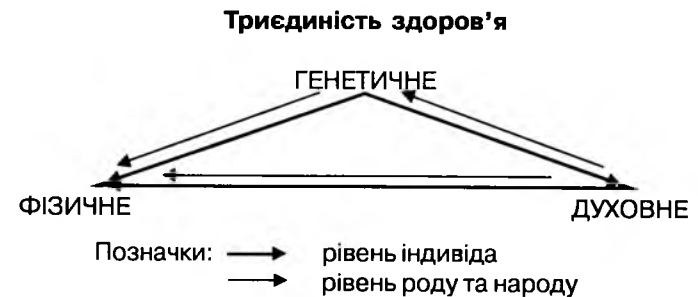 Триєдиність здоров’я
ГЕНЕТИЧНЕ
ФІЗИЧНЕ
ДУХОВНЕ
Позначки: рівень індивіда
рівень роду та народу